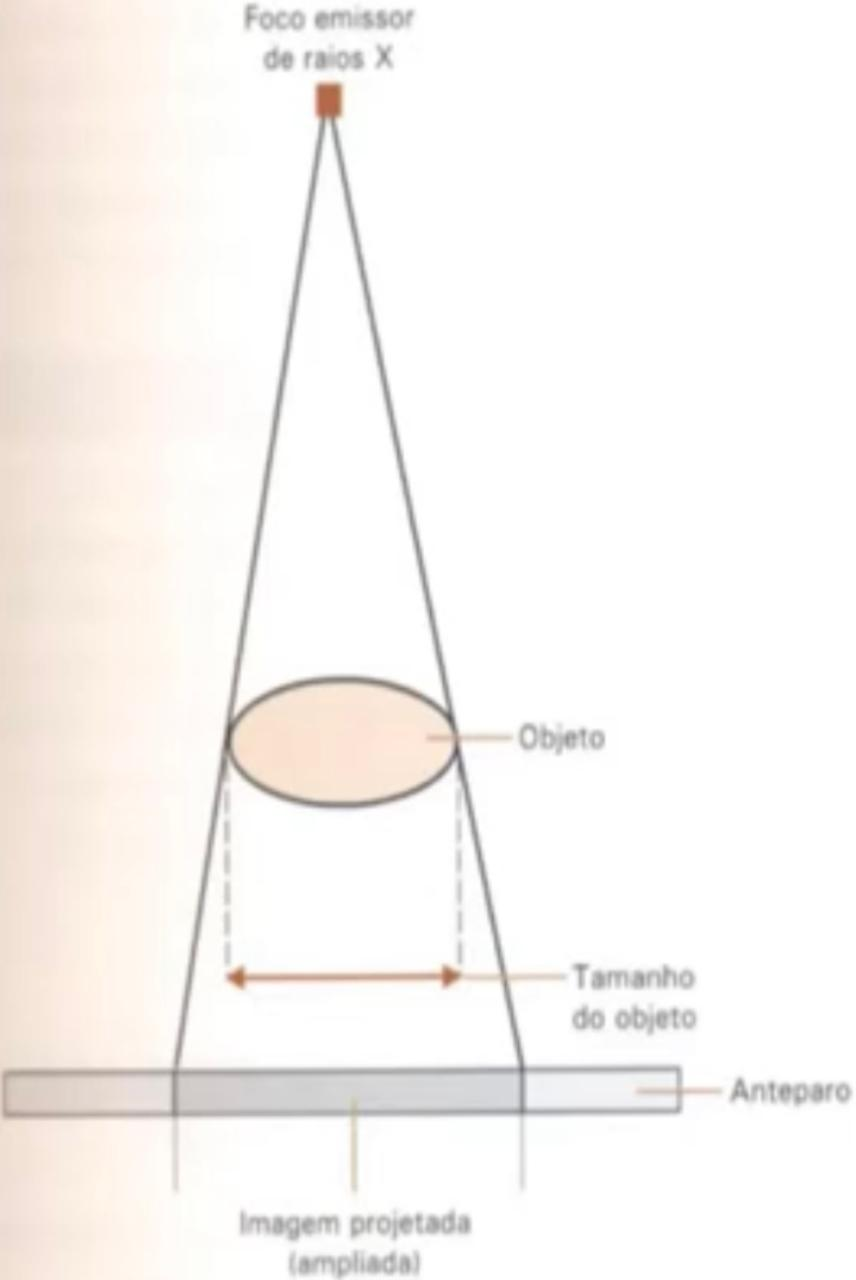 Foco emissor
de raios X
Objeto
Tamanho
do objeto
Anteparo
Imagem projetada
(ampliada)